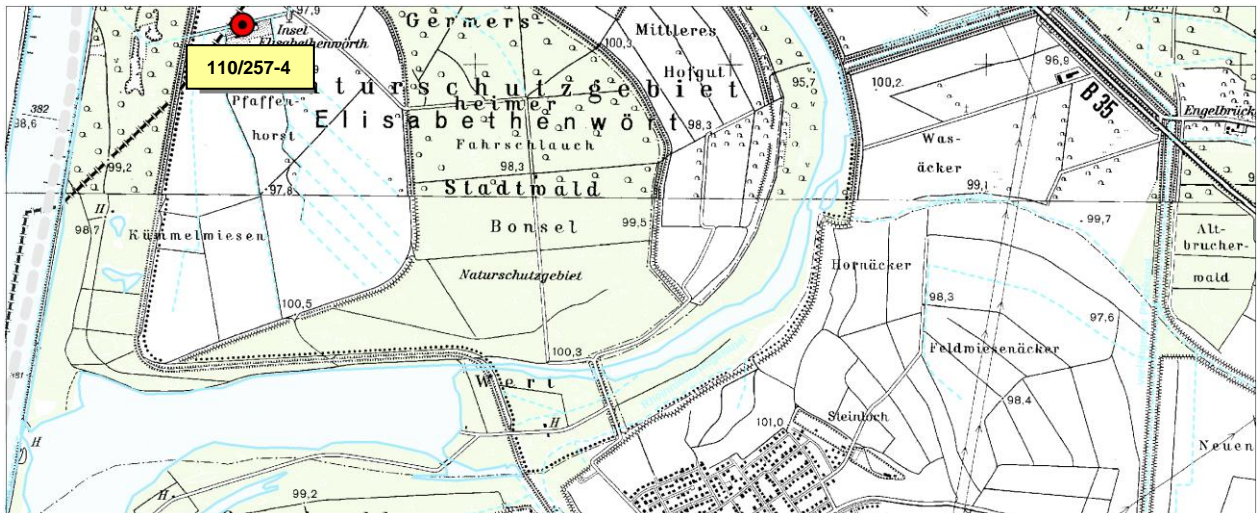 97,9
Insel
Elisabethenwörth
110/257-4
Germers-
heimer
Stadtwald
Mittleres
Hofgut
100,3
95,7
Naturschutzgebiet
Elisabethenwört
Pfaffen-
horst
Fahrschlauch
98,3
98,3
100,2
96,9
B 35
Engelbrück
Was-
äcker
382
98,6
99,2
97,8
99,1
99,7
H
98,7
Kümmelwiesen
Bonsel
99,5
Hornäcker
Alt-
brucher-
wald
Naturschutzgebiet
100,5
98,3
97,6
100,3
Feldwiesenäcker
Wert
98,4
H
101,0
Steinloch
H
H
99,2
Neuen